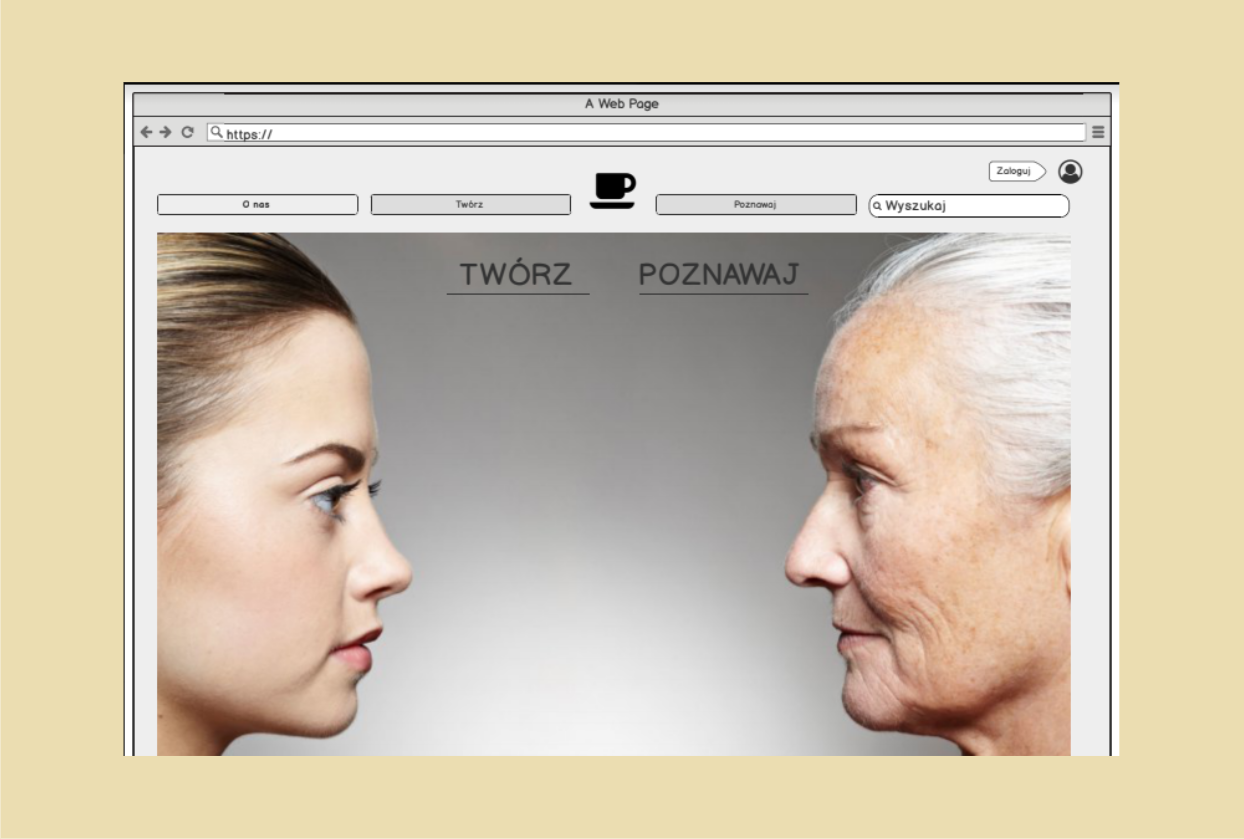 A Web Page
https://
Zaloguj
O nas
Twórz
Poznawaj
Wyszukaj
TWÓRZ
POZNAWAJ